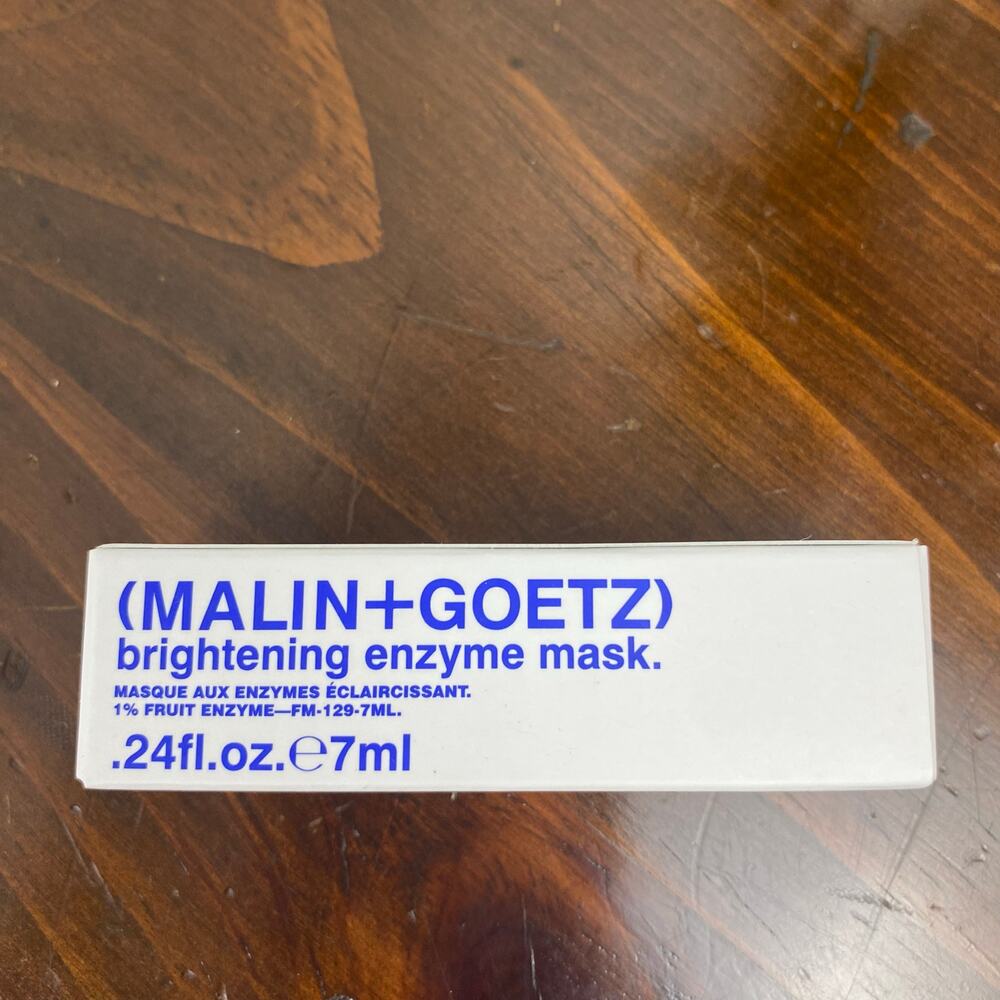 (MALIN+GOETZ)
brightening enzyme mask.
MASQUE AUX ENZYMES ÉCLAIRCISSANT.
1% FRUIT ENZYME—FM-129-7ML.
.24fl.oz.℮7ml